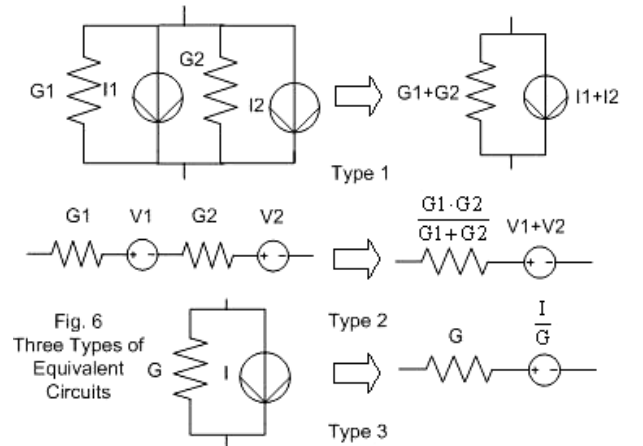 G1
I1
G2
I2
G1+G2
I1+I2
Type 1
G1
V1
G2
V2
G1·G2
G1+G2
V1+V2
Type 2
Fig. 6
Three Types of
Equivalent
Circuits
G
I
G
I
G
Type 3